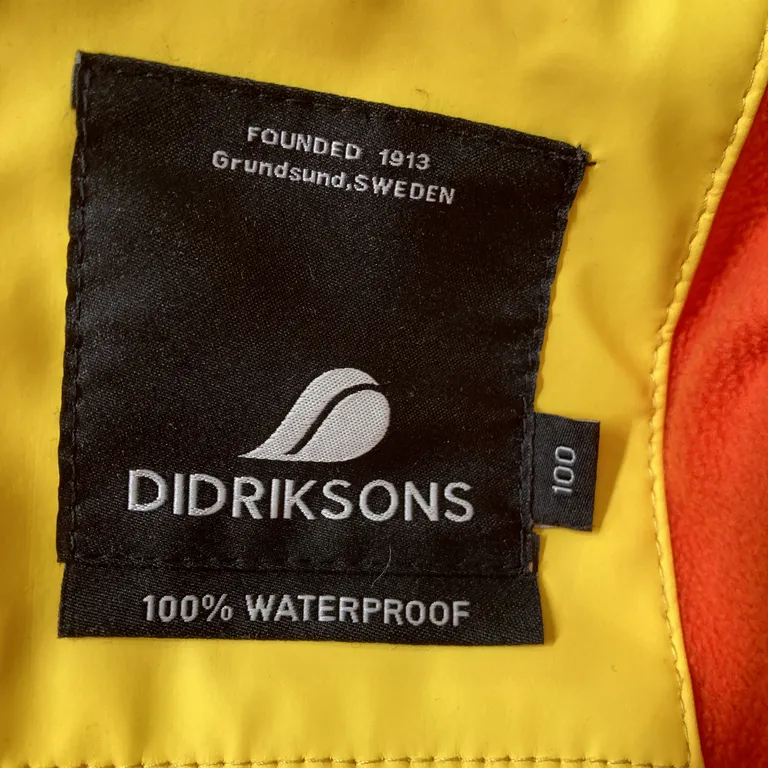 FOUNDED 1913
Grundsund,SWEDEN
DIDRIKSONS
100
100% WATERPROOF